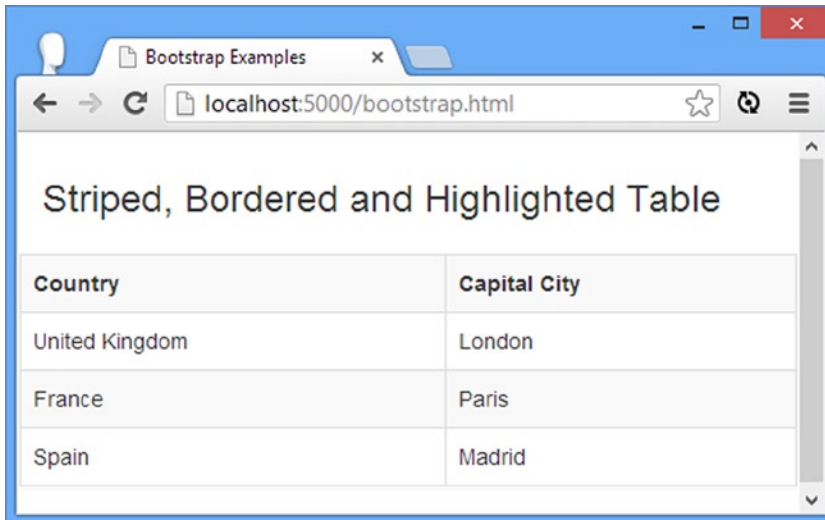 Bootstrap Examples
localhost:5000/bootstrap.html
Striped, Bordered and Highlighted Table
Country Capital City
United Kingdom London
France Paris
Spain Madrid